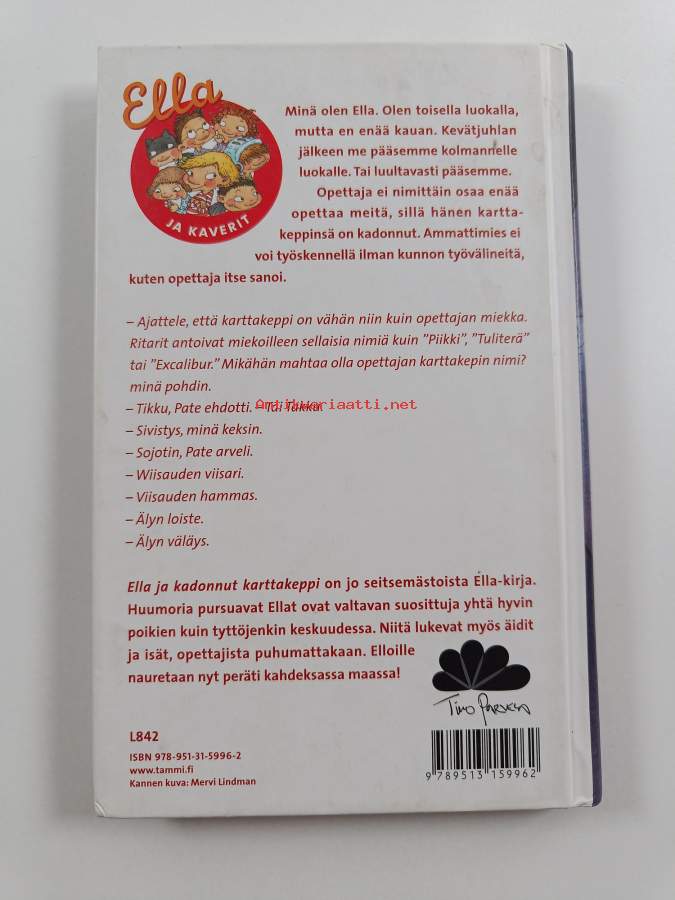 Ella
JA KAVERIT
Minä olen Ella. Olen toisella luokalla,
mutta en enää kauan. Kevätjuhlan
jälkeen me pääsemme kolmannelle
luokalle. Tai luultavasti pääsemme.
Opettaja ei nimittäin osaa enää
opettaa meitä, sillä hänen kartta-
keppinsä on kadonnut. Ammattimies ei
voi työskennellä ilman kunnon työvälineitä,
kuten opettaja itse sanoi.
– Ajattele, että karttakeppi on vähän niin kuin opettajan miekka.
Ritarit antoivat miekoilleen sellaisia nimiä kuin ”Piikki”, ”Tuliterä”
tai ”Excalibur.” Mikähän mahtaa olla opettajan karttakepin nimi?
minä pohdin.
– Tikku, Pate ehdotti. – Tai Takku.
Antikvariaatti.net
– Sivistys, minä keksin.
– Sojotin, Pate arveli.
– Wiisauden viisari.
– Viisauden hammas.
– Älyn loiste.
– Älyn väläys.
Ella ja kadonnut karttakeppi on jo seitsemästoista Ella-kirja.
Huumoria pursuavat Ellat ovat valtavan suosittuja yhtä hyvin
poikien kuin tyttöjenkin keskuudessa. Niitä lukevat myös äidit
ja isät, opettajista puhumattakaan. Elloille
nauretaan nyt peräti kahdeksassa maassa!
Timo Parvela
L842
ISBN 978-951-31-5996-2
www.tammi.fi
Kannen kuva: Mervi Lindman
9 789513 159962